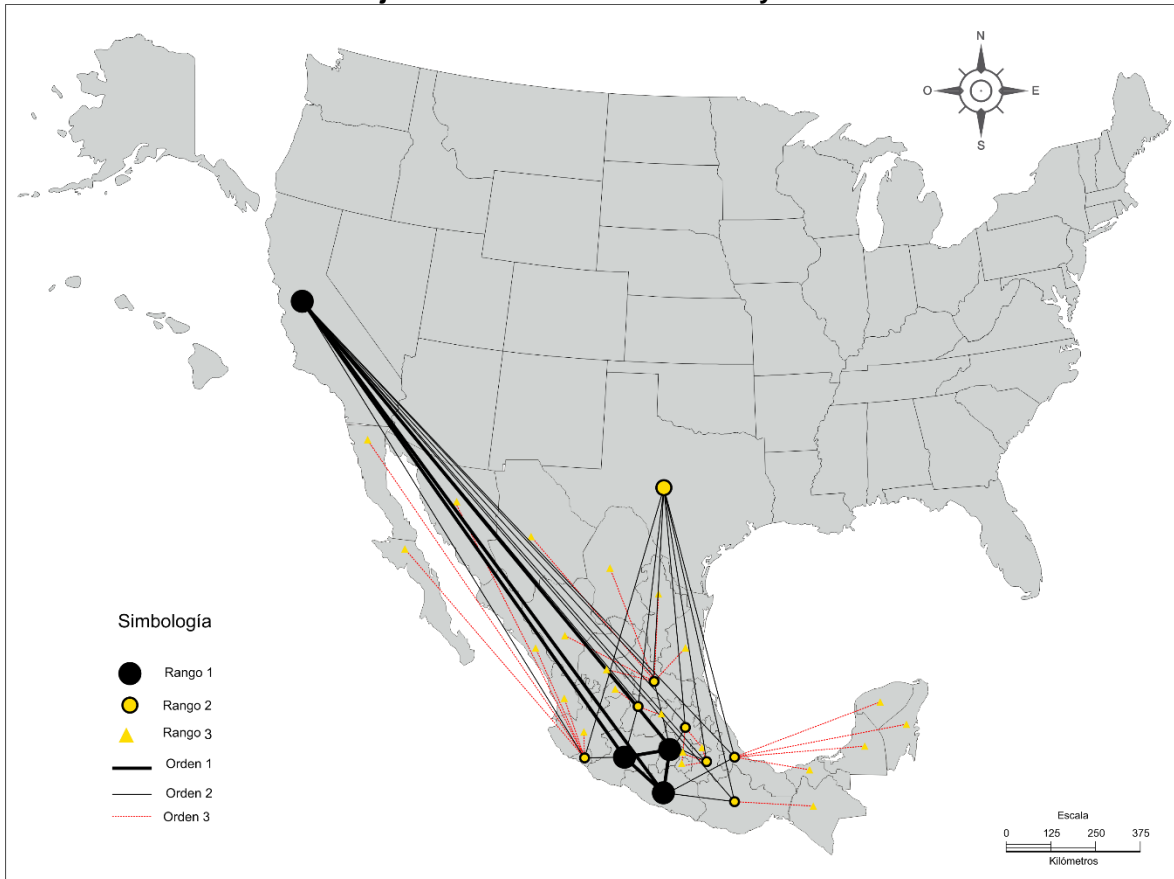 N
O
E
S
Simbología
Rango 1
Rango 2
Rango 3
Orden 1
Orden 2
Orden 3
Escala
0 125 250 375
Kilómetros